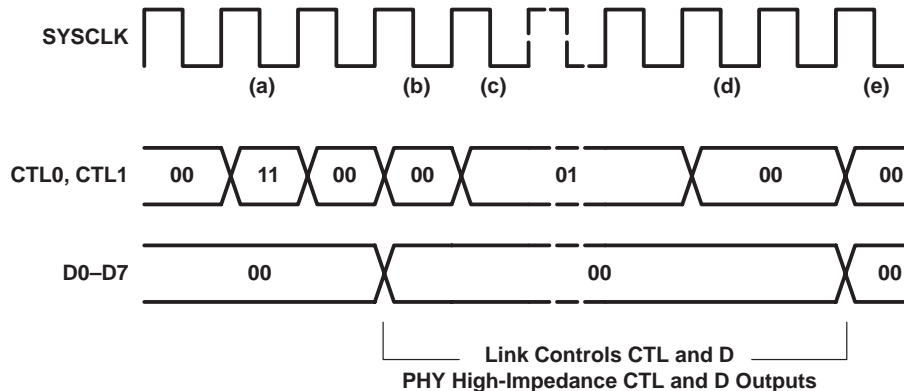 SYSCLK
(a) (b) (c) (d) (e)
CTL0, CTL1 00 11 00 00 01 00 00
D0–D7 00 00 00
Link Controls CTL and D
PHY High-Impedance CTL and D Outputs